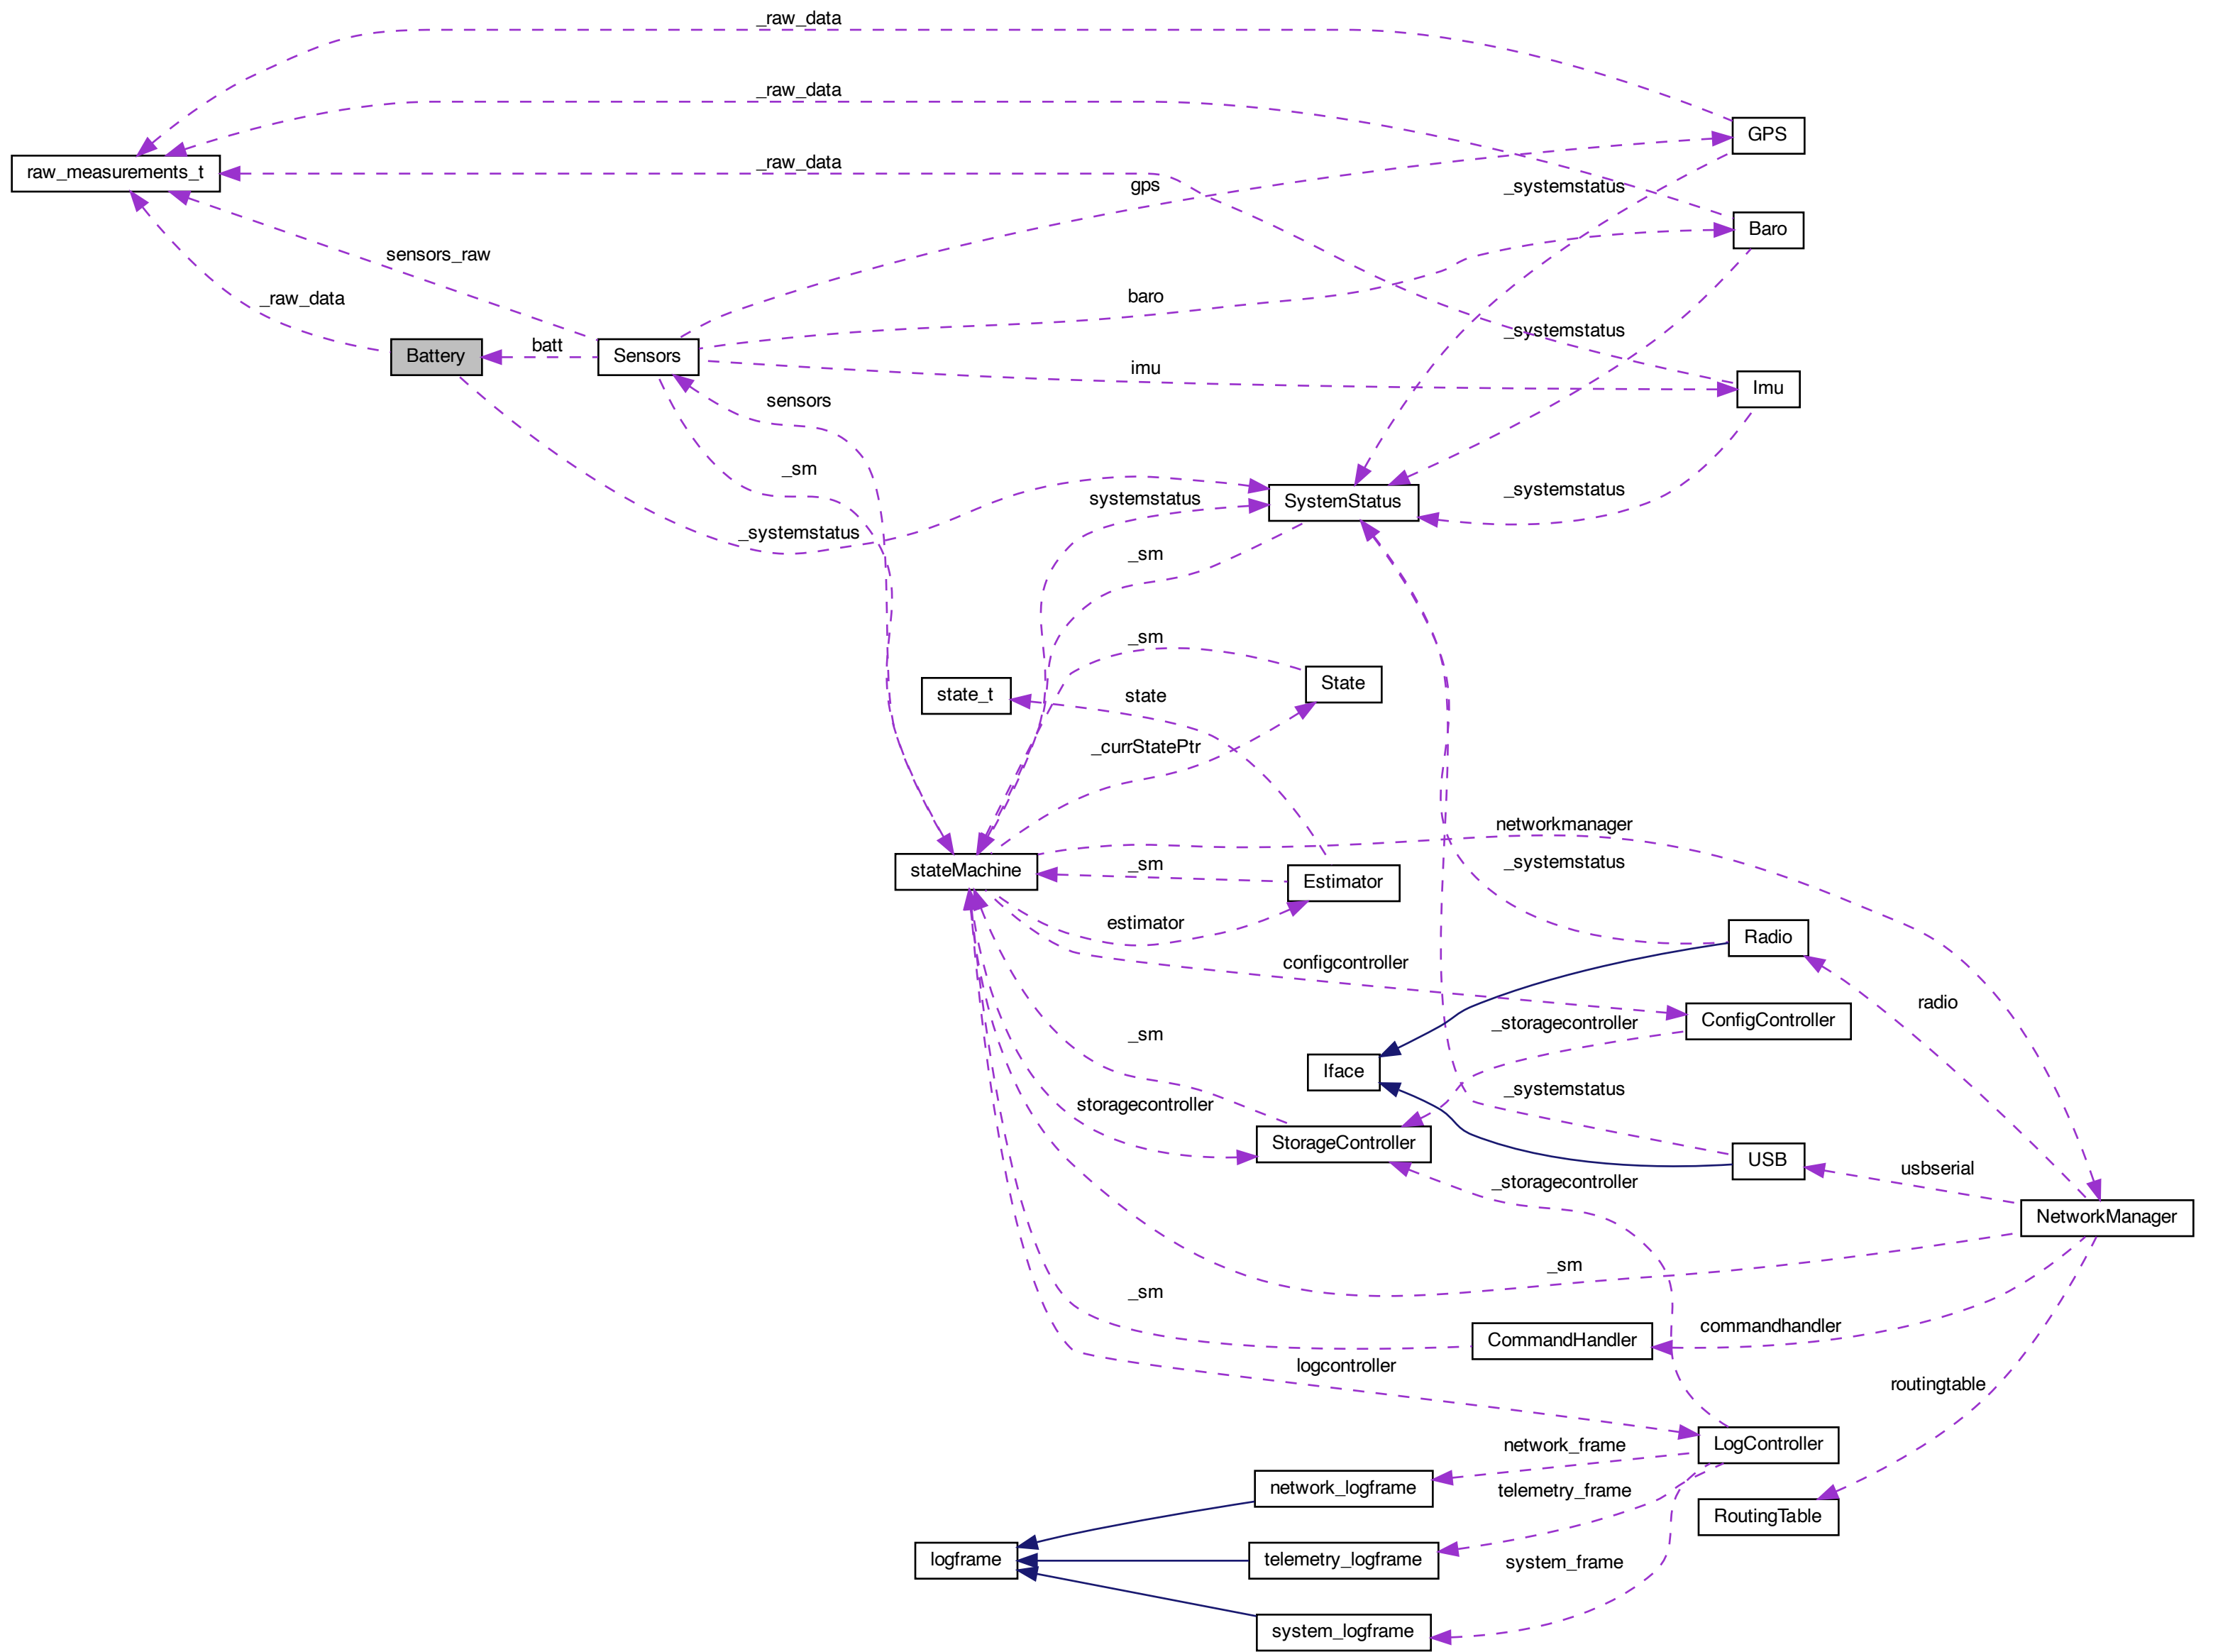 _raw_data
_raw_data
GPS
_raw_data
raw_measurements_t
gps
_systemstatus
Baro
sensors_raw
_raw_data
baro
_systemstatus
batt
Battery
Sensors
imu
Imu
sensors
_sm
_systemstatus
systemstatus
SystemStatus
_systemstatus
_sm
_sm
State
state_t
state
_currStatePtr
networkmanager
_systemstatus
stateMachine
_sm
Estimator
estimator
Radio
configcontroller
radio
_storagecontroller
ConfigController
_sm
Iface
_systemstatus
storagecontroller
StorageController
USB
usbserial
_storagecontroller
NetworkManager
_sm
_sm
commandhandler
CommandHandler
logcontroller
routingtable
network_frame
LogController
network_logframe
telemetry_frame
RoutingTable
logframe
telemetry_logframe
system_frame
system_logframe